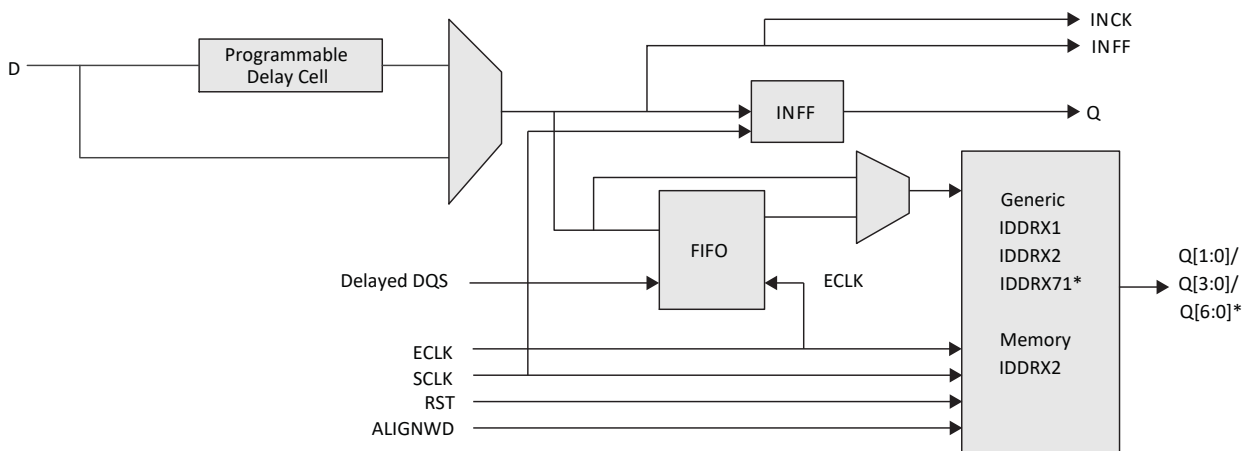 INCK
INFF
D
Programmable
Delay Cell
INFF
Q
FIFO
Delayed DQS
ECLK
Generic
IDDRX1
IDDRX2
IDDRX71*
Memory
IDDRX2
Q[1:0]/
Q[3:0]/
Q[6:0]*
ECLK
SCLK
RST
ALIGNWD